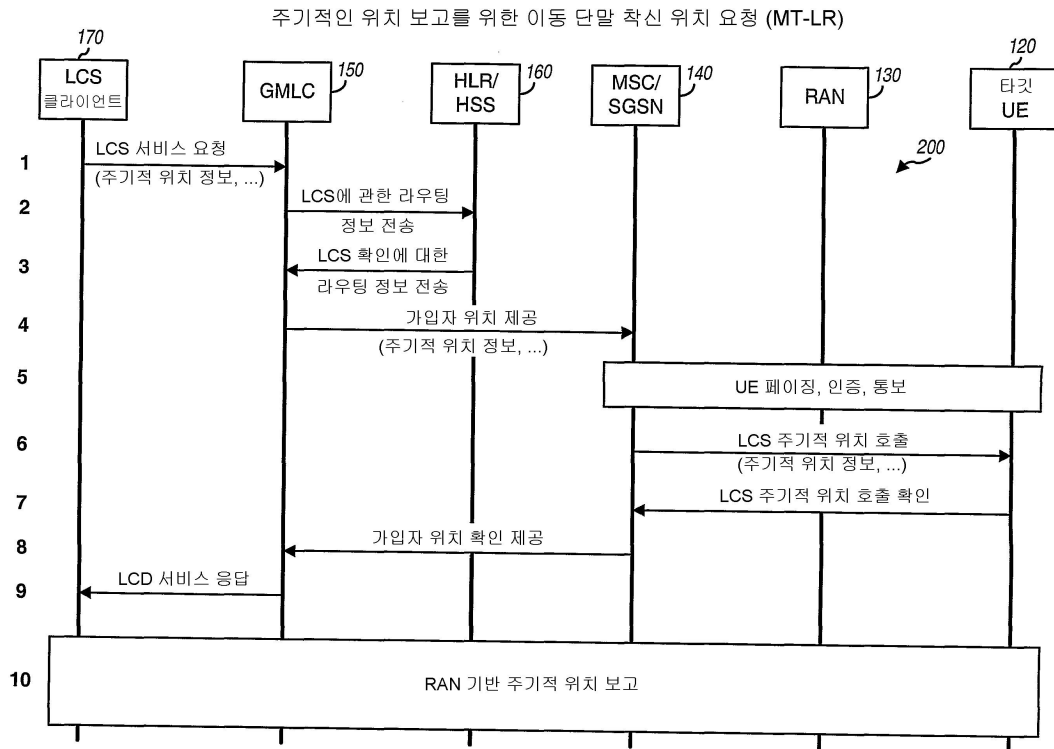 주기적인 위치 보고를 위한 이동 단말 착신 위치 요청 (MT-LR)
170
LCS
클라이언트
150
GMLC
160
HLR/
HSS
140
MSC/
SGSN
130
RAN
120
타깃
UE
200
1
LCS 서비스 요청
(주기적 위치 정보, ...)
2
LCS에 관한 라우팅
정보 전송
3
LCS 확인에 대한
라우팅 정보 전송
4
가입자 위치 제공
(주기적 위치 정보, ...)
5
UE 페이징, 인증, 통보
6
LCS 주기적 위치 호출
(주기적 위치 정보, ...)
7
LCS 주기적 위치 호출 확인
8
가입자 위치 확인 제공
9
LCD 서비스 응답
10
RAN 기반 주기적 위치 보고